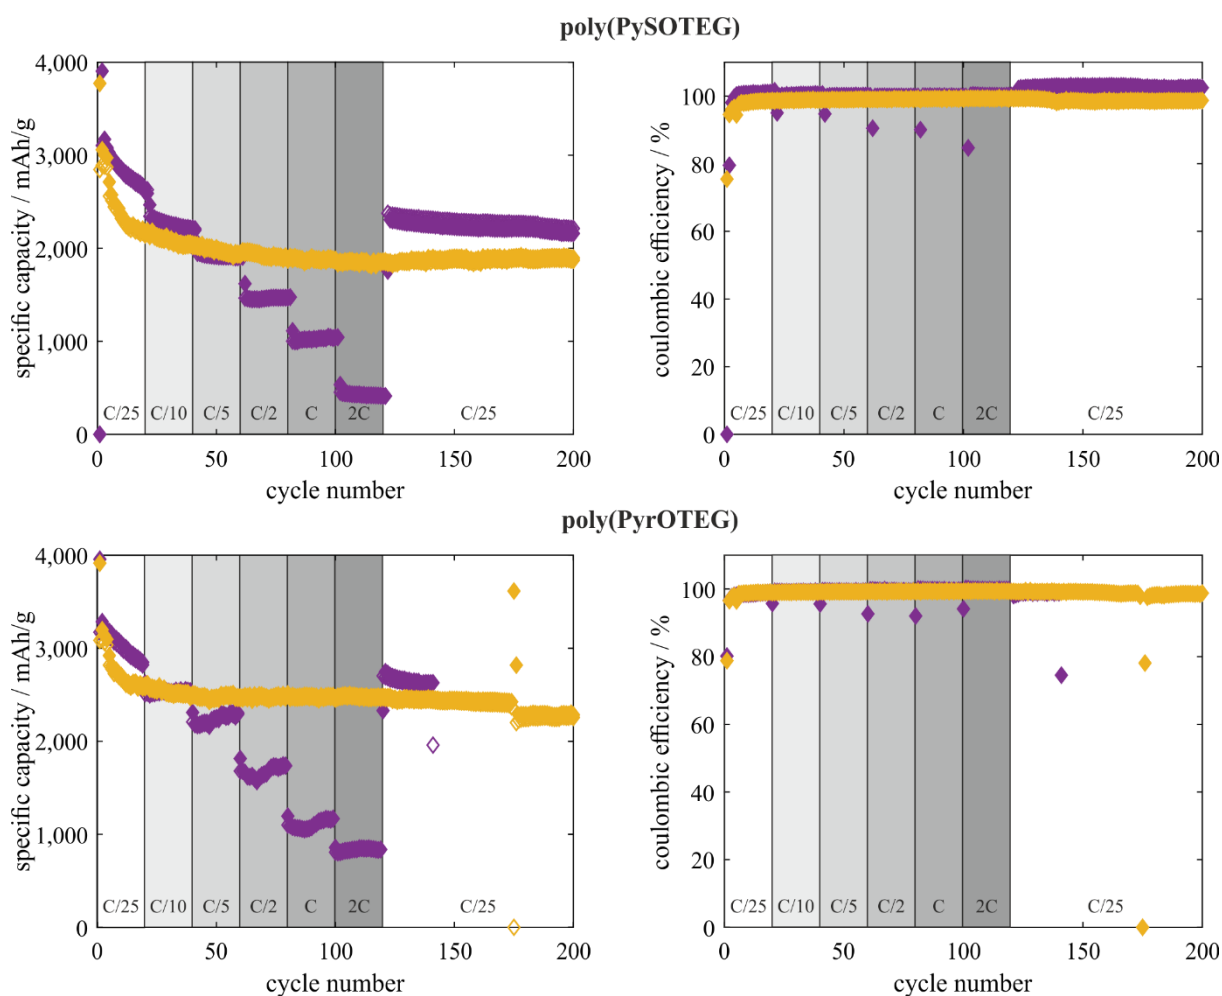 poly(PySOTEG)
4,000
3,000
2,000
1,000
0
specific capacity / mAh/g
C/25 C/10 C/5 C/2 C 2C C/25
0 50 100 150 200
cycle number
100
80
60
40
20
0
coulombic efficiency / %
C/25 C/10 C/5 C/2 C 2C C/25
0 50 100 150 200
cycle number
poly(PyrOTEG)
4,000
3,000
2,000
1,000
0
specific capacity / mAh/g
C/25 C/10 C/5 C/2 C 2C C/25
0 50 100 150 200
cycle number
100
80
60
40
20
0
coulombic efficiency / %
C/25 C/10 C/5 C/2 C 2C C/25
0 50 100 150 200
cycle number